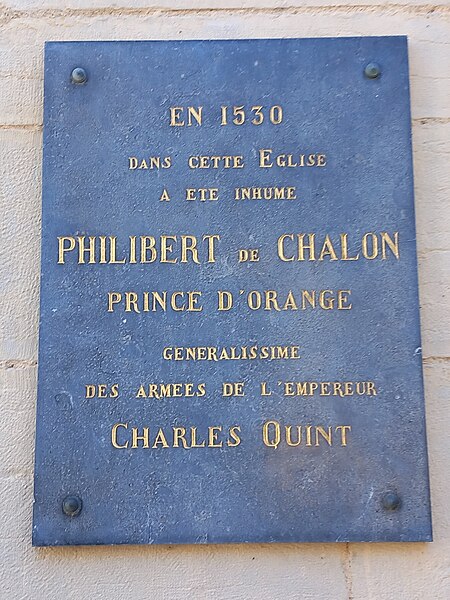 EN 1530
DANS CETTE EGLISE
A ETE INHUME
PHILIBERT DE CHALON
PRINCE D'ORANGE
GENERALISSIME
DES ARMEES DE L'EMPEREUR
CHARLES QUINT